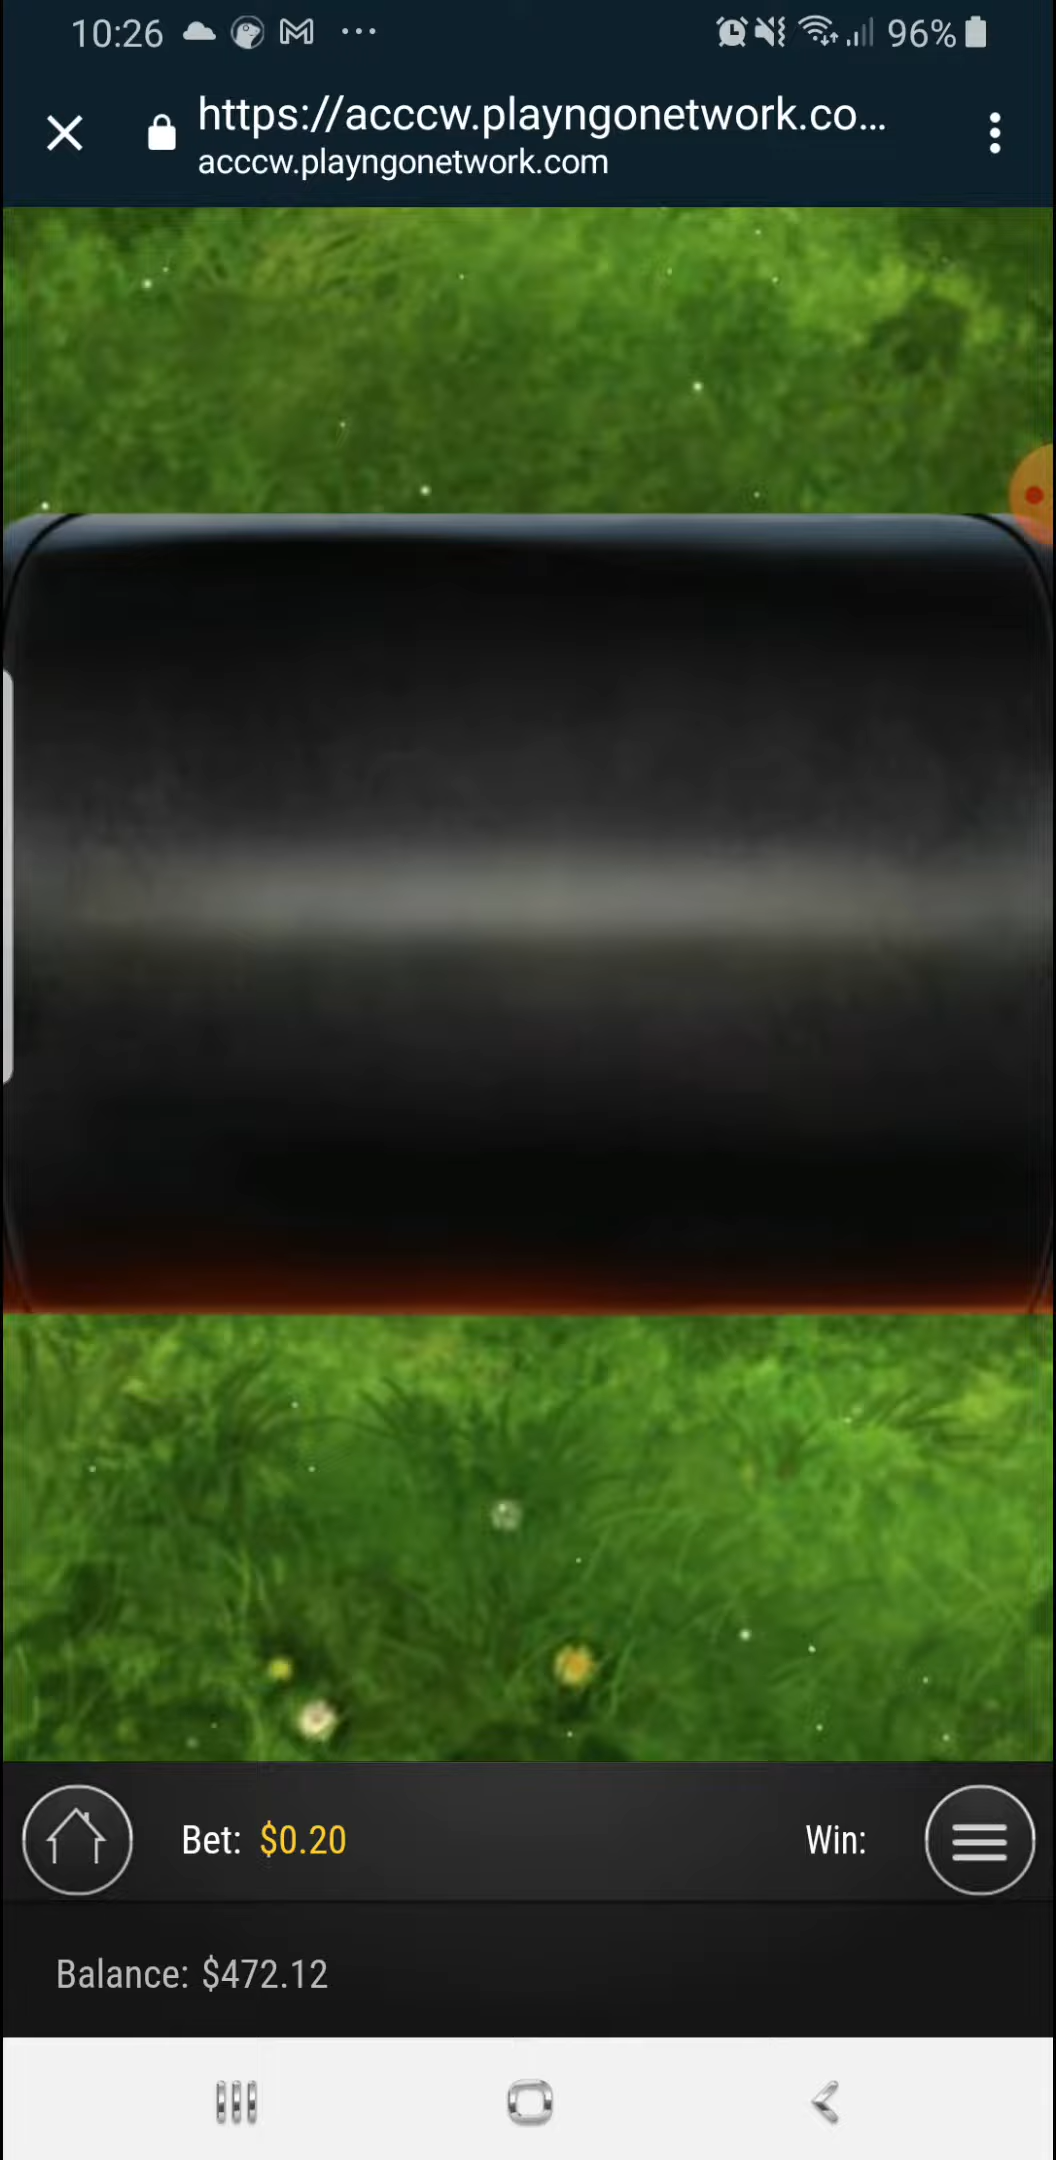 10:26 96%
https://acccw.playngonetwork.co...
acccw.playngonetwork.com
Bet: $0.20 Win:
Balance: $472.12